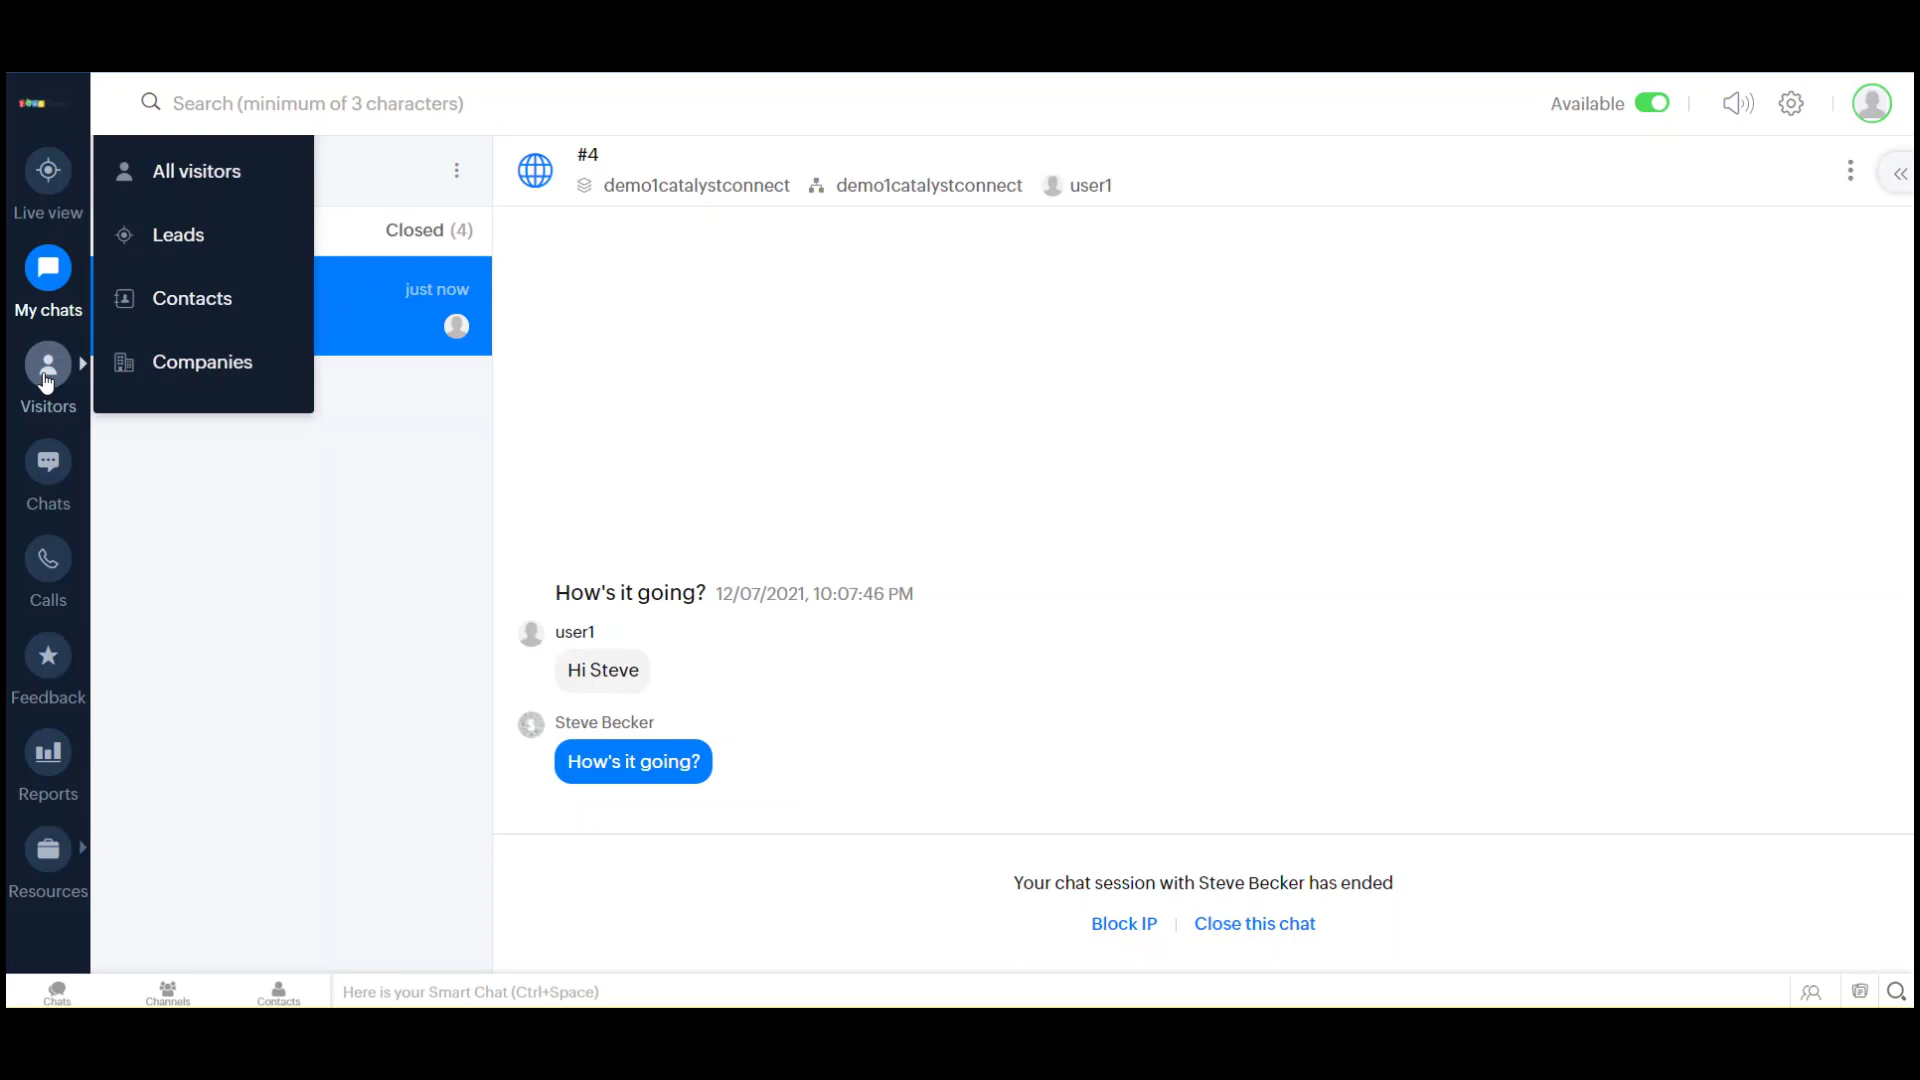 Search (minimum of 3 characters)
Available
Live view
My chats
Visitors
Chats
Calls
Feedback
Reports
Resources
All visitors
Leads
Contacts
Companies
Closed (4)
just now
#4
demo1catalystconnect demo1catalystconnect user1
How's it going? 12/07/2021, 10:07:46 PM
user1
Hi Steve
Steve Becker
How's it going?
Your chat session with Steve Becker has ended
Block IP | Close this chat
Chats Channels Contacts Here is your Smart Chat (Ctrl+Space)